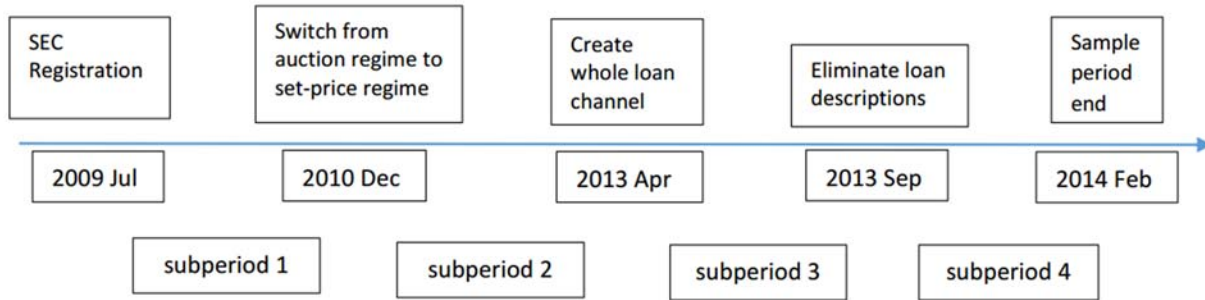 SEC
Registration
Switch from
auction regime to
set-price regime
Create
whole loan
channel
Eliminate loan
descriptions
Sample
period
end
2009 Jul
2010 Dec
2013 Apr
2013 Sep
2014 Feb
subperiod 1
subperiod 2
subperiod 3
subperiod 4